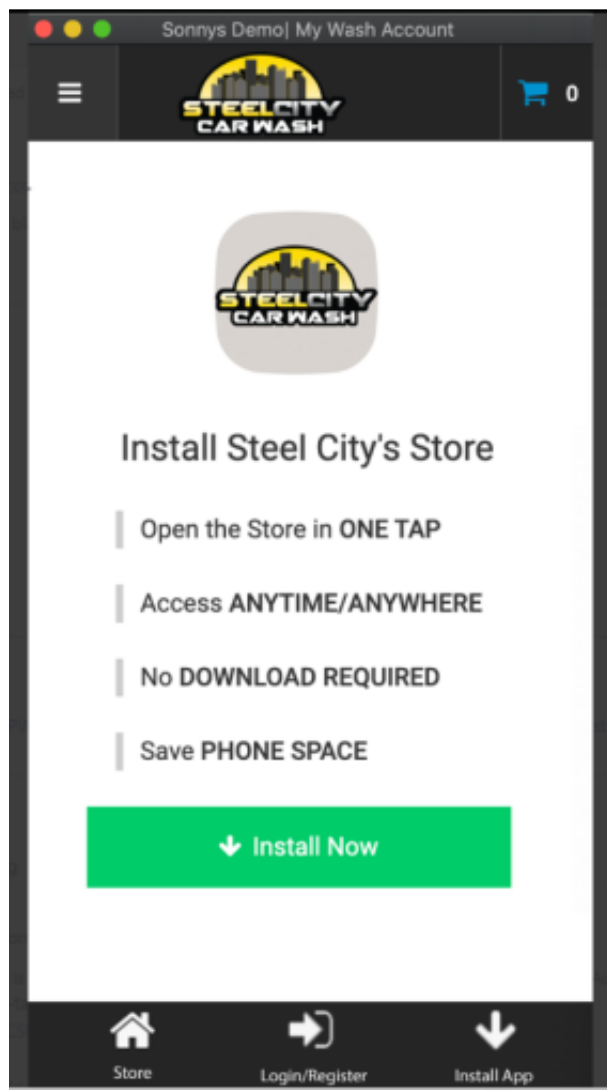 Sonnys Demo| My Wash Account
STEELCITY
CAR WASH
0
STEELCITY
CAR WASH
Install Steel City's Store
Open the Store in ONE TAP
Access ANYTIME/ANYWHERE
No DOWNLOAD REQUIRED
Save PHONE SPACE
Install Now
Store Login/Register Install App